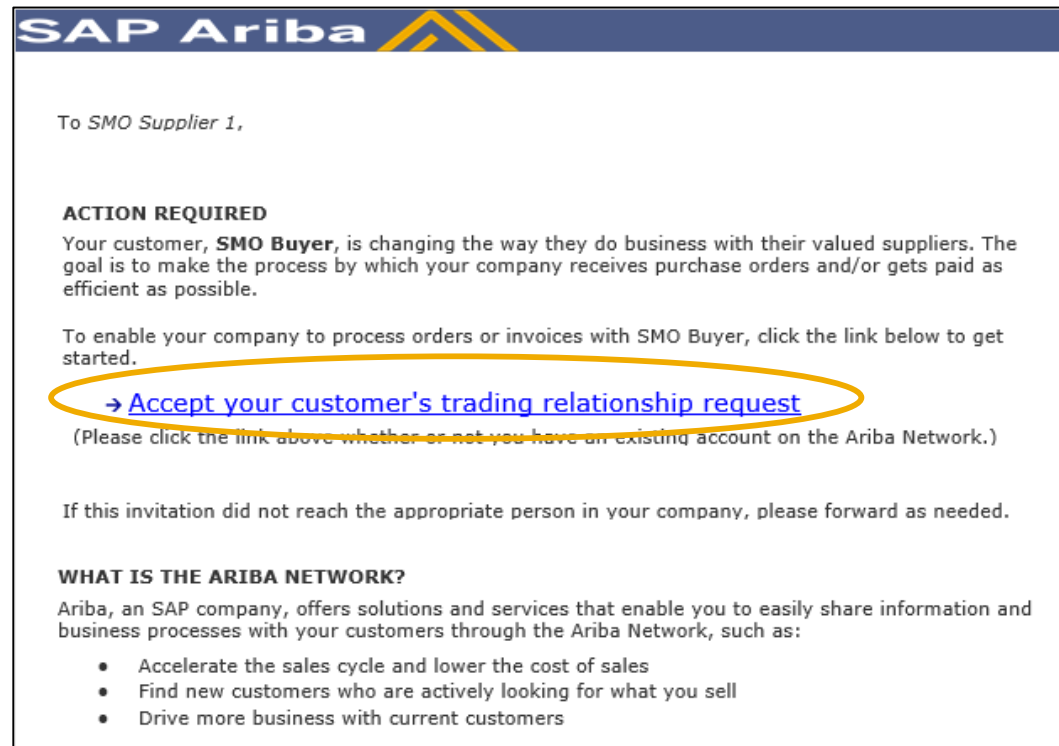 SAP Ariba
To SMO Supplier 1,
ACTION REQUIRED
Your customer, SMO Buyer, is changing the way they do business with their valued suppliers. The
goal is to make the process by which your company receives purchase orders and/or gets paid as
efficient as possible.
To enable your company to process orders or invoices with SMO Buyer, click the link below to get
started.
→ Accept your customer's trading relationship request
(Please click the link above whether or not you have an existing account on the Ariba Network.)
If this invitation did not reach the appropriate person in your company, please forward as needed.
WHAT IS THE ARIBA NETWORK?
Ariba, an SAP company, offers solutions and services that enable you to easily share information and
business processes with your customers through the Ariba Network, such as:
• Accelerate the sales cycle and lower the cost of sales
• Find new customers who are actively looking for what you sell
• Drive more business with current customers